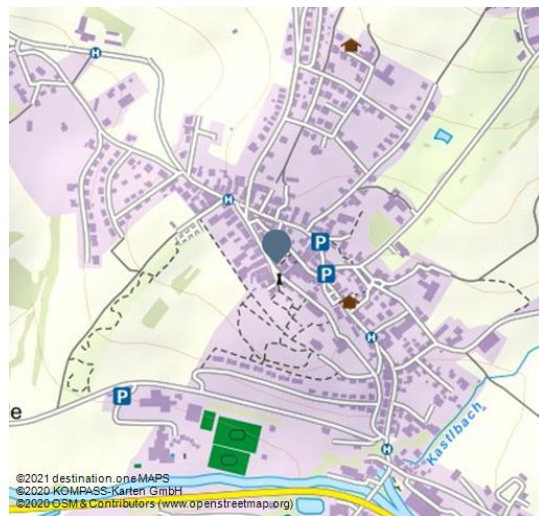 H
H
P
P
H
P
e
Kastlbach
H
©2021 destination.one MAPS
©2020 KOMPASS-Karten GmbH
©2020 OSM & Contributors (www.openstreetmap.org)